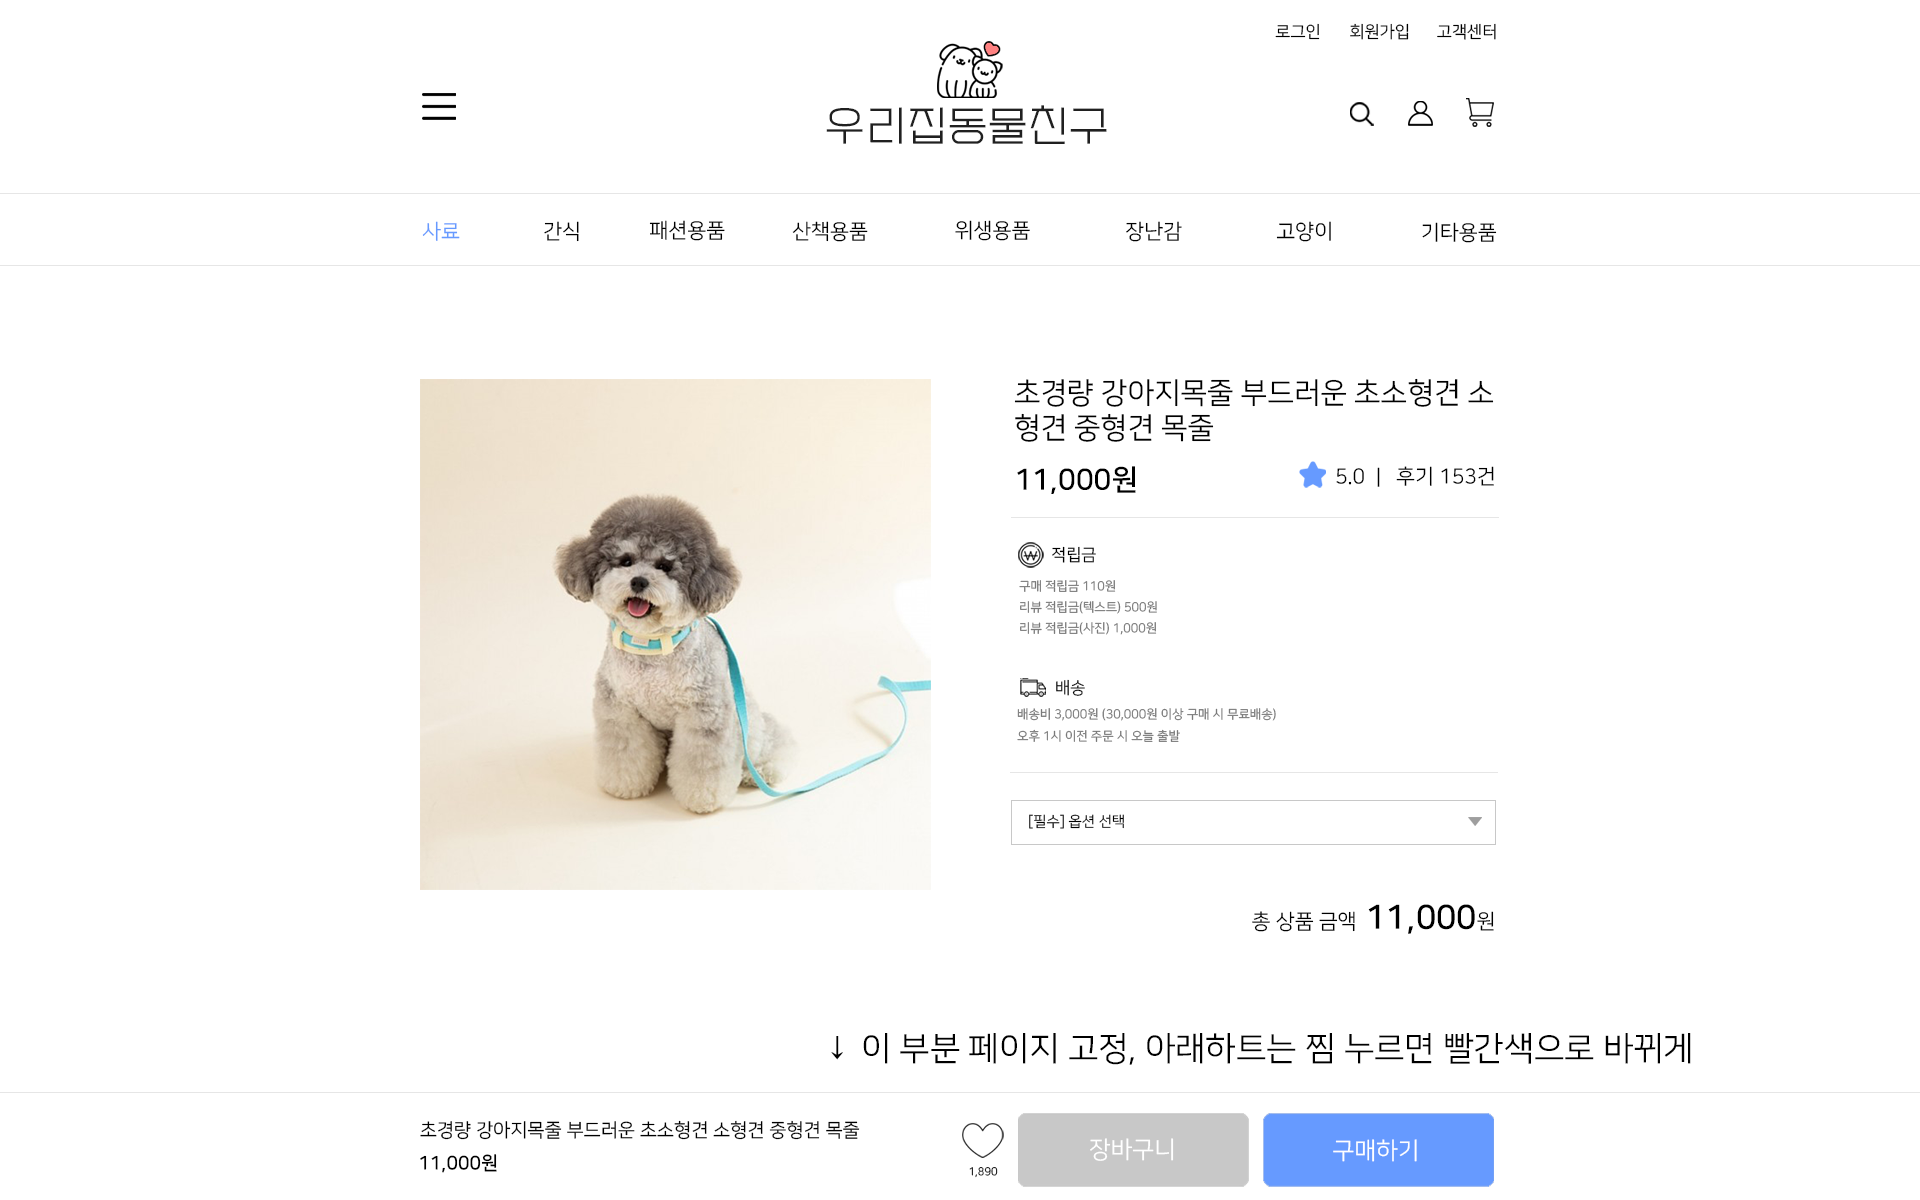 로그인 회원가입 고객센터
우리집동물친구
사료 간식 패션용품 산책용품 위생용품 장난감 고양이 기타용품
초경량 강아지목줄 부드러운 초소형견 소
형견 중형견 목줄
11,000원 5.0 | 후기 153건
적립금
구매 적립금 110원
리뷰 적립금(텍스트) 500원
리뷰 적립금(사진) 1,000원
배송
배송비 3,000원 (30,000원 이상 구매 시 무료배송)
오후 1시 이전 주문 시 오늘 출발
[필수] 옵션 선택
총 상품 금액 11,000원
↓ 이 부분 페이지 고정, 아래하트는 찜 누르면 빨간색으로 바뀌게
초경량 강아지목줄 부드러운 초소형견 소형견 중형견 목줄
11,000원
1,890
장바구니
구매하기